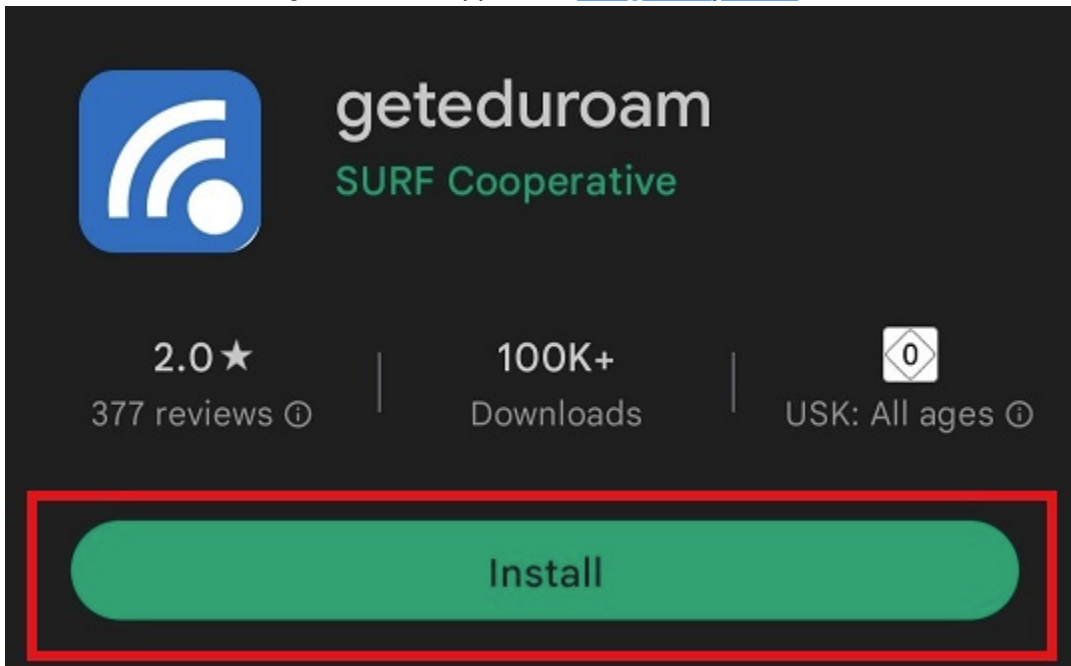 geteduroam
SURF Cooperative
2.0★ 100K+ 0
377 reviews Downloads USK: All ages
Install